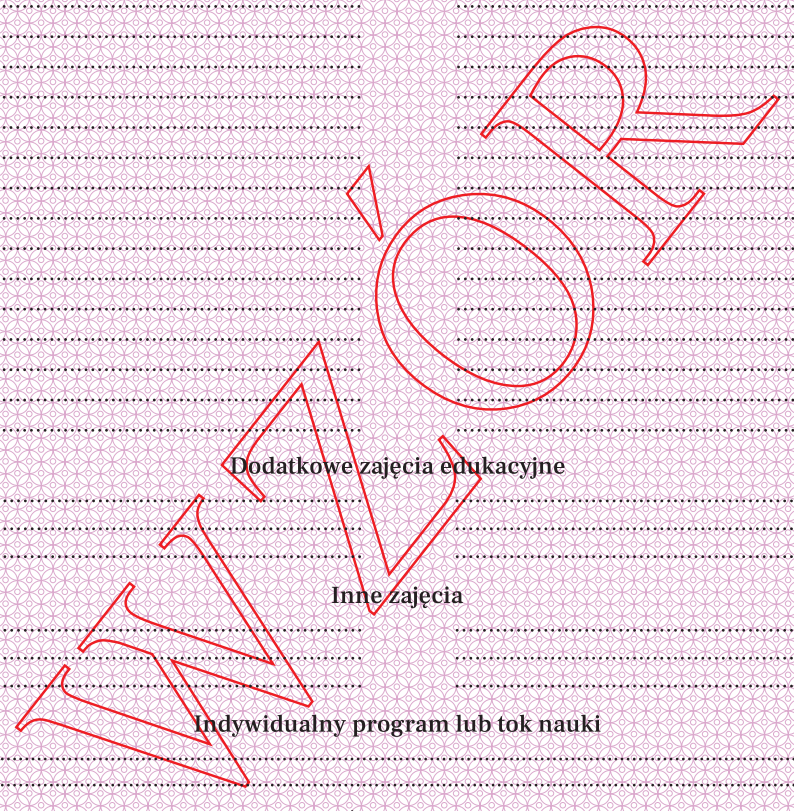 WZÓR
Dodatkowe zajęcia edukacyjne
Inne zajęcia
Indywidualny program lub tok nauki